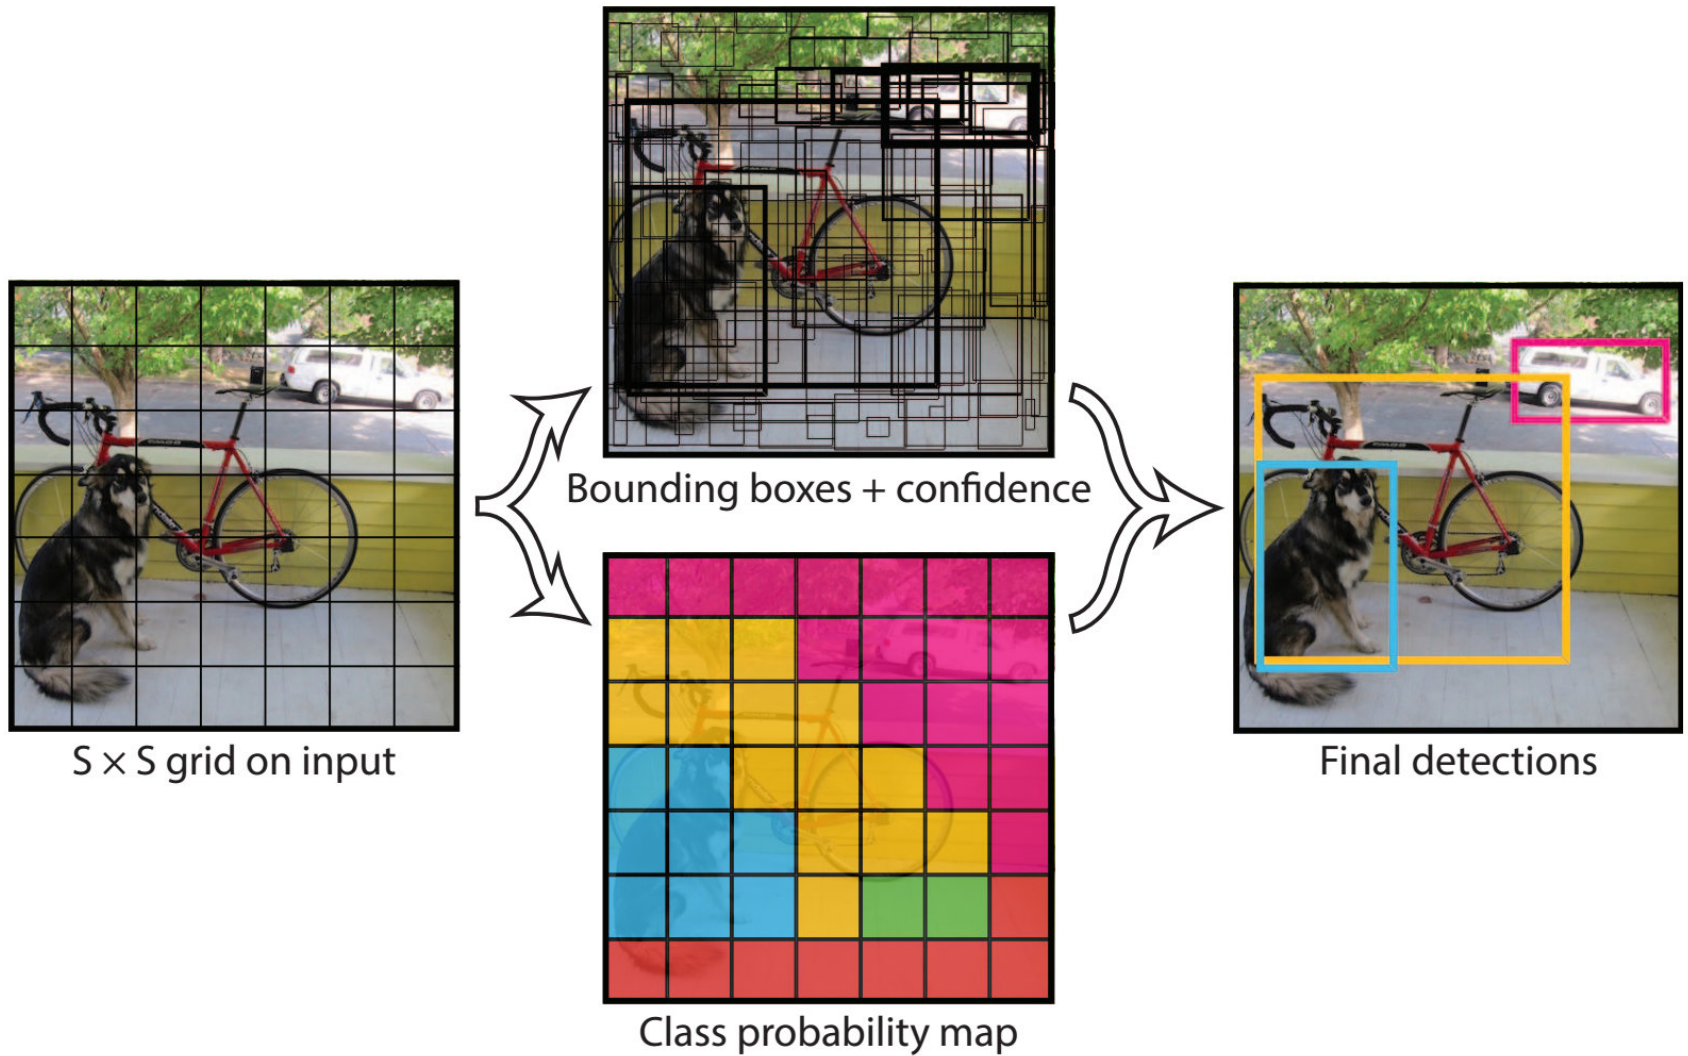 Bounding boxes + confidence
S × S grid on input
Final detections
Class probability map